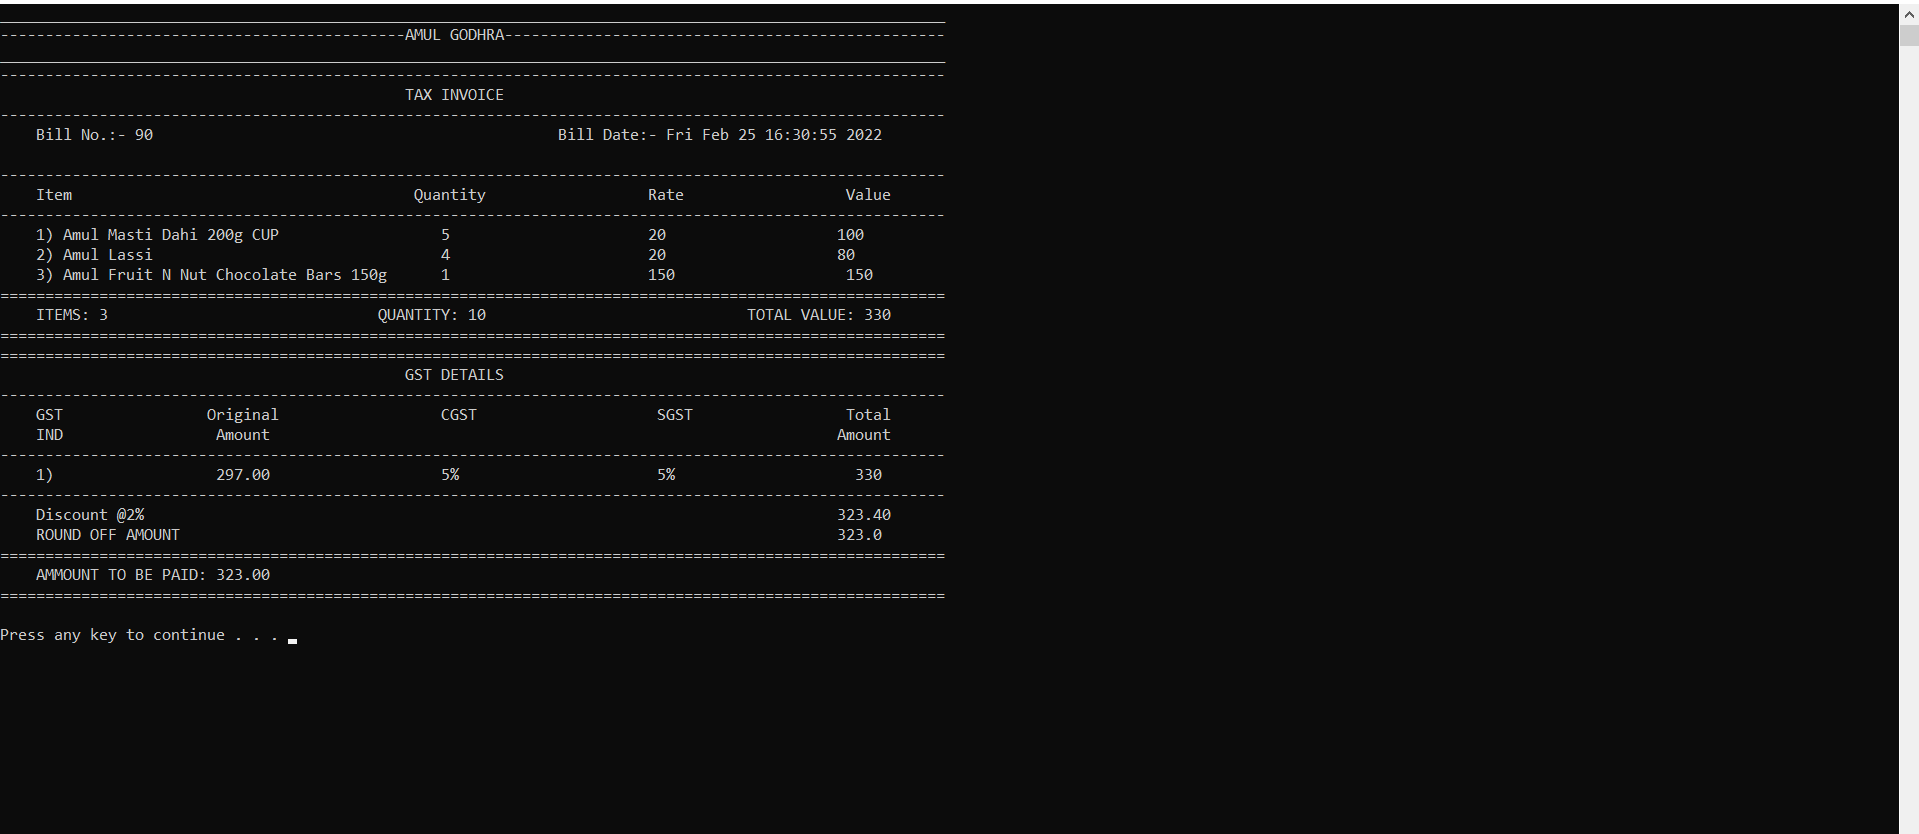 AMUL GODHRA
TAX INVOICE
Bill No.:- 90 Bill Date:- Fri Feb 25 16:30:55 2022
Item Quantity Rate Value
1) Amul Masti Dahi 200g CUP 5 20 100
2) Amul Lassi 4 20 80
3) Amul Fruit N Nut Chocolate Bars 150g 1 150 150
ITEMS: 3 QUANTITY: 10 TOTAL VALUE: 330
GST DETAILS
GST Original CGST SGST Total
IND Amount Amount
1) 297.00 5% 5% 330
Discount @2% 323.40
ROUND OFF AMOUNT 323.0
AMMOUNT TO BE PAID: 323.00
Press any key to continue . . .